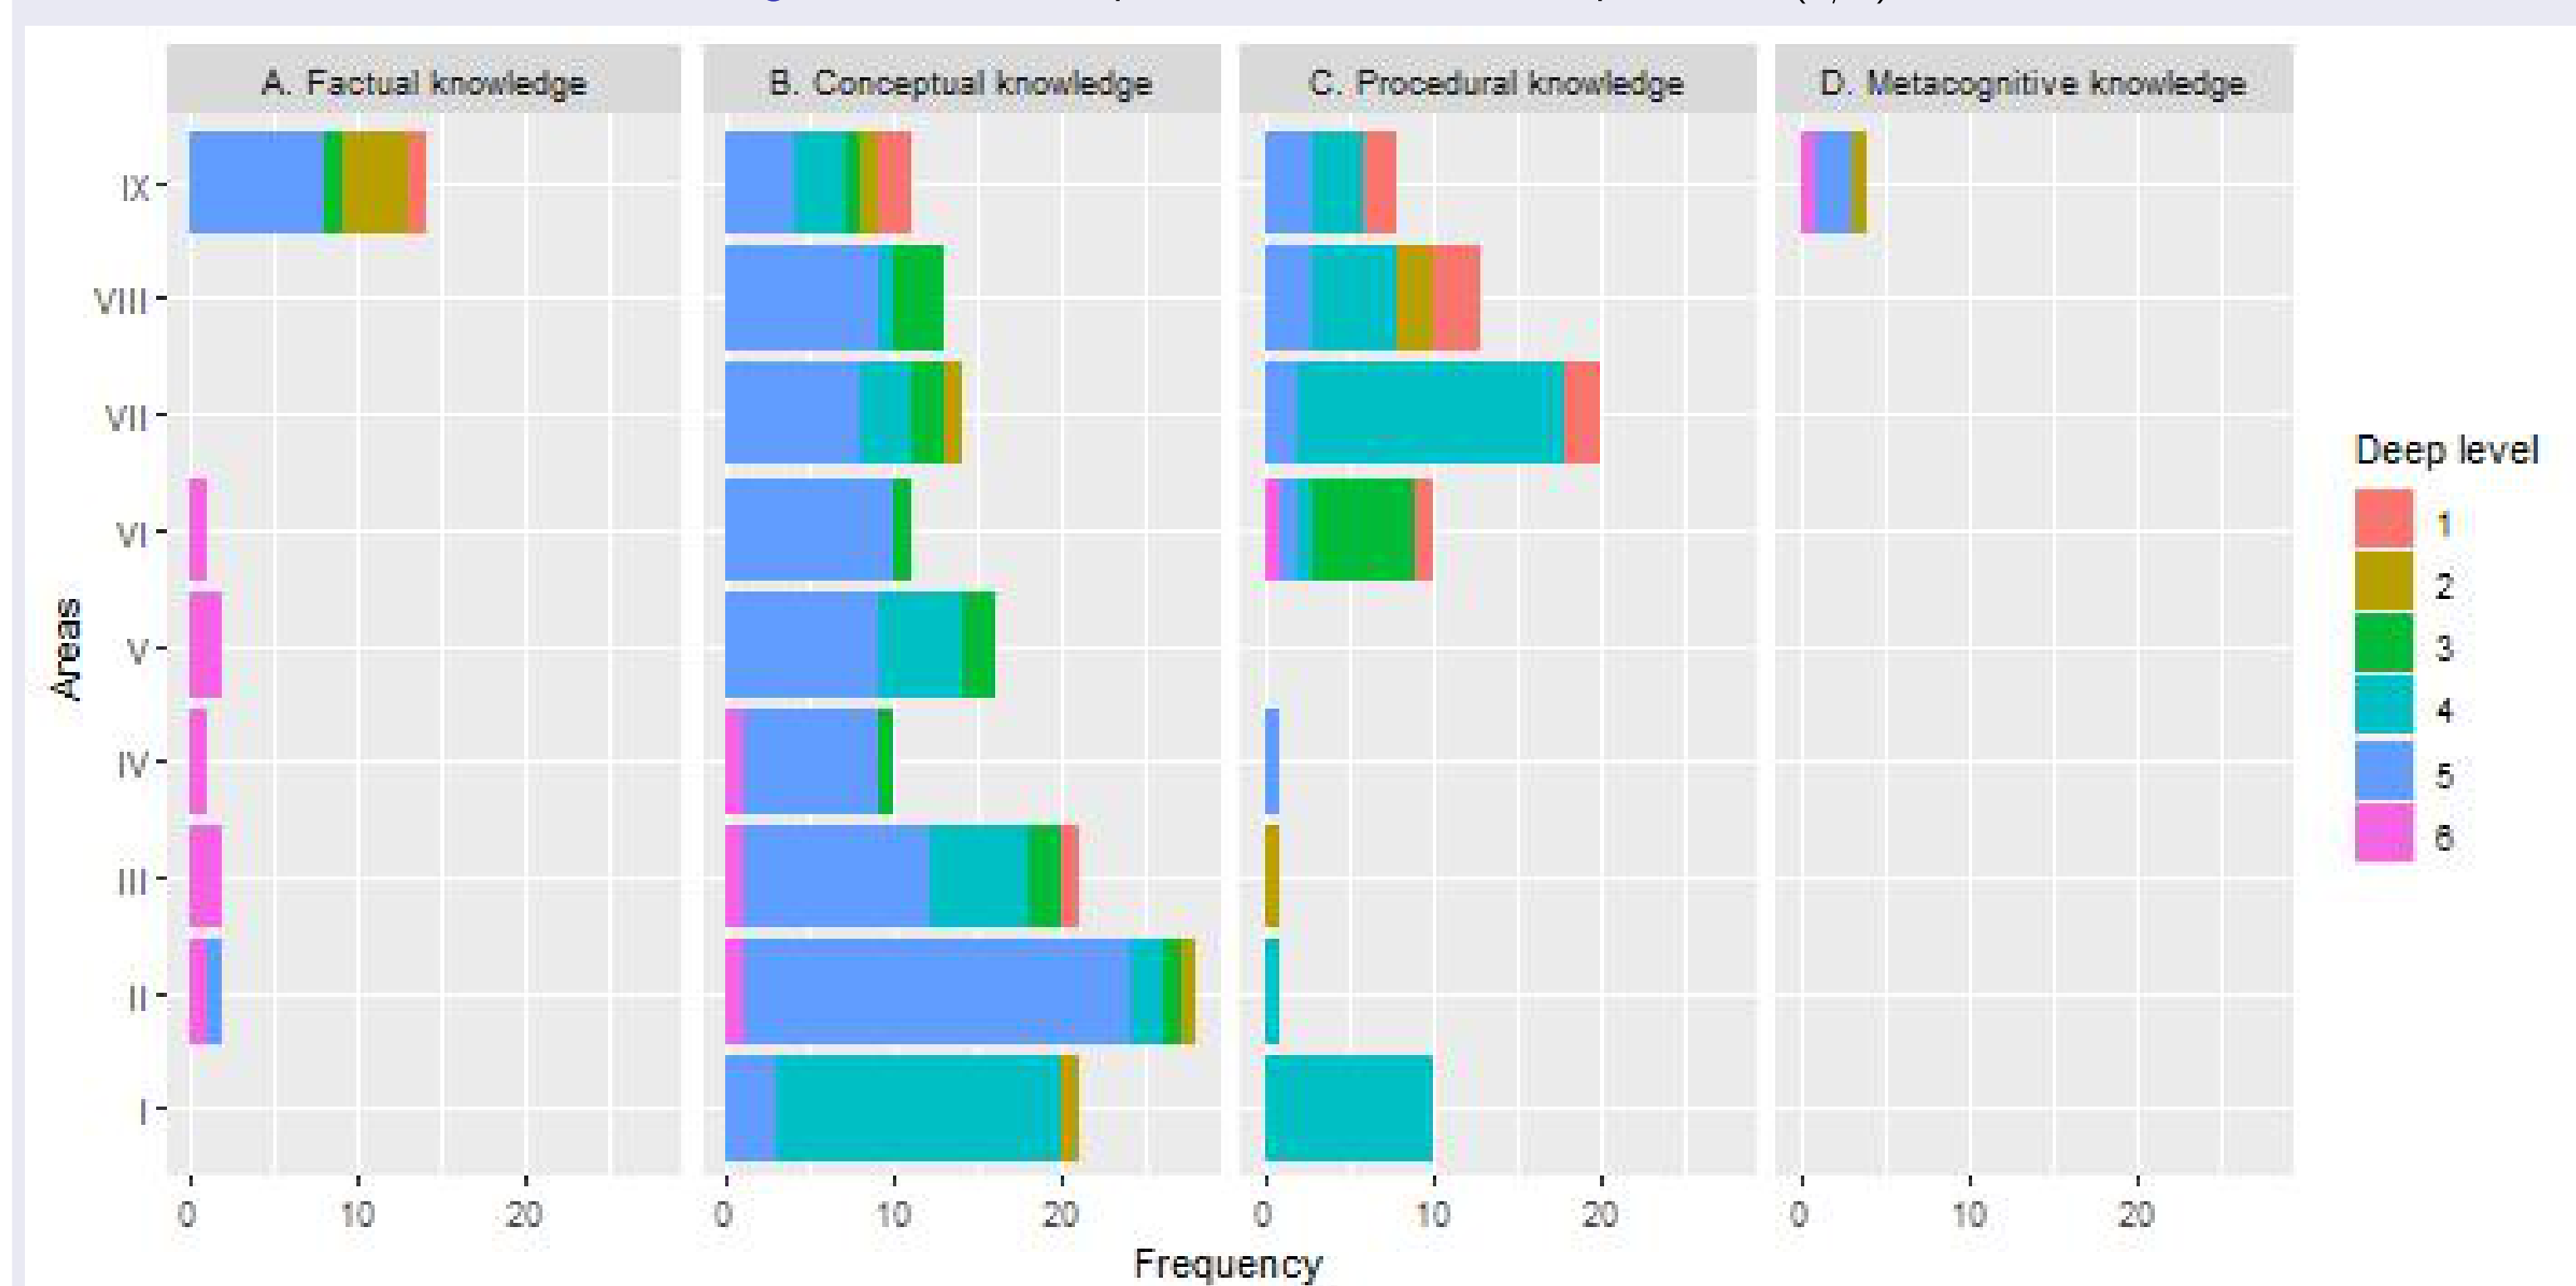 A. Factual knowledge
B. Conceptual knowledge
C. Procedural knowledge
D. Metacognitive knowledge
IX
VIII
VII
VI
V
IV
III
II
I
Areas
0 10 20
0 10 20
0 10 20
0 10 20
Frequency
Deep level
1
2
3
4
5
6